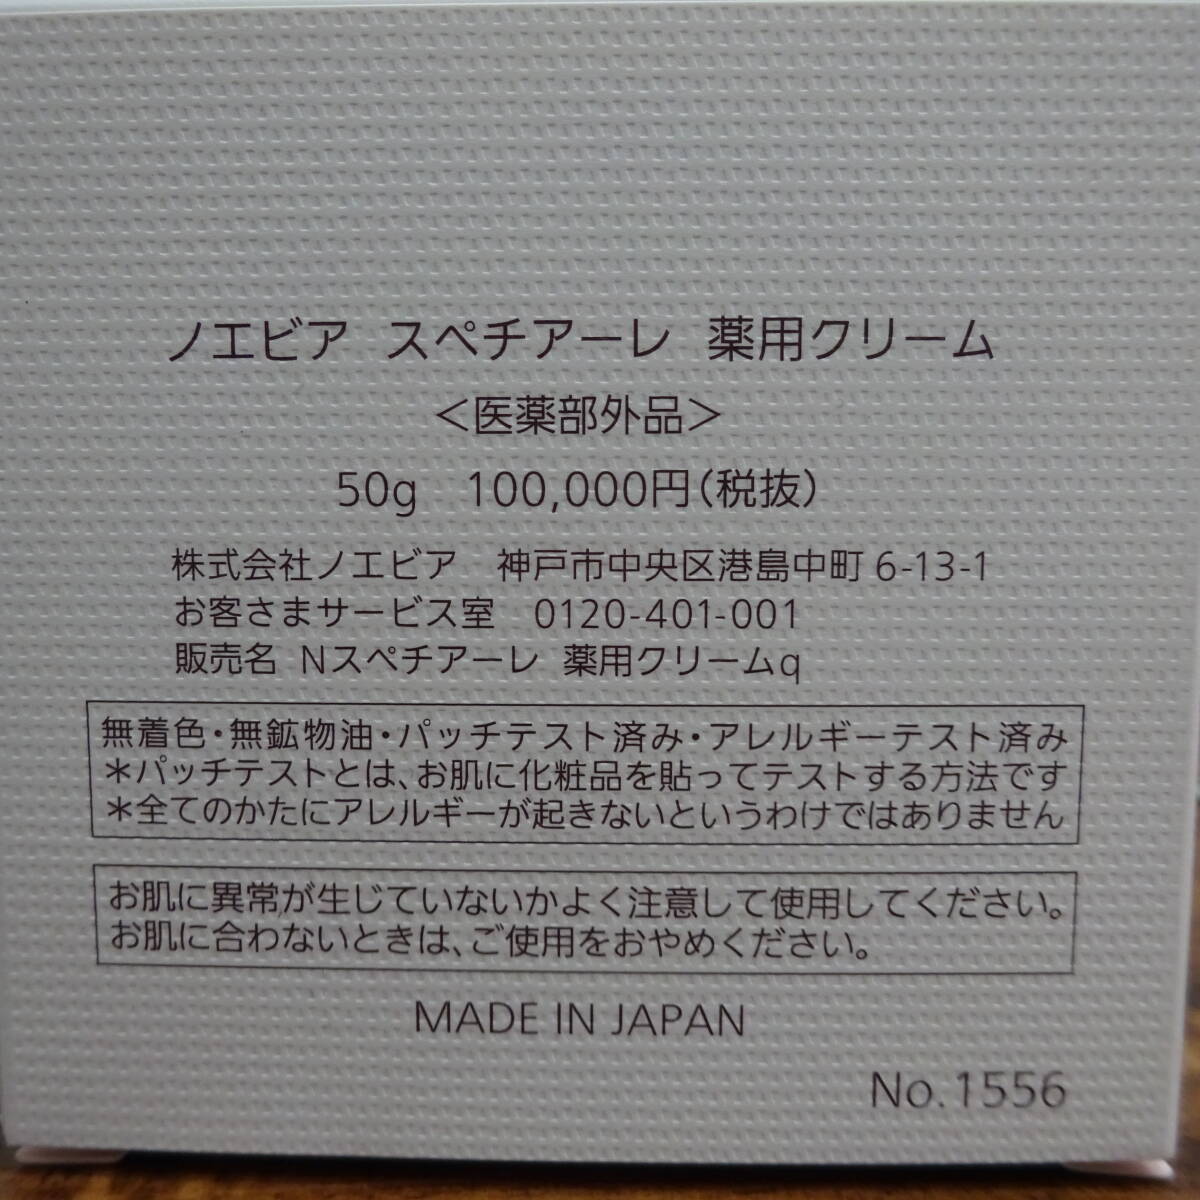 ノエビア スペチアーレ 薬用クリーム
＜医薬部外品＞
50g 100,000円(税抜)
株式会社ノエビア 神戸市中央区港島中町 6-13-1
お客さまサービス室 0120-401-001
販売名 Nスペチアーレ 薬用クリームq
無着色・無鉱物油・パッチテスト済み・アレルギーテスト済み
＊パッチテストとは、お肌に化粧品を貼ってテストする方法です
＊全てのかたにアレルギーが起きないというわけではありません
お肌に異常が生じていないかよく注意して使用してください。
お肌に合わないときは、ご使用をおやめください。
MADE IN JAPAN
No.1556